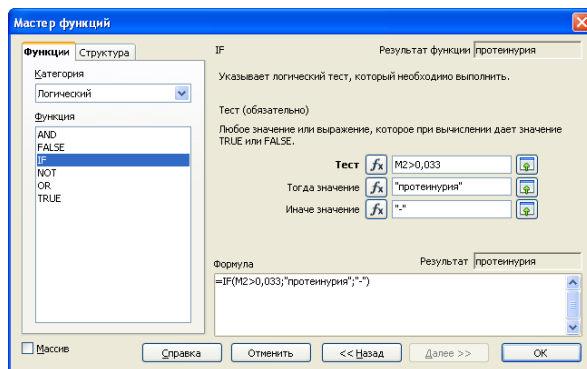 Мастер функций
Функции Структура
IF Результат функции протеинурия
Категория
Логический
Указывает логический тест, который необходимо выполнить.
Функция
AND
FALSE
IF
NOT
OR
TRUE
Тест (обязательно)
Любое значение или выражение, которое при вычислении дает значение
TRUE или FALSE.
Тест fx M2>0,033
Тогда значение fx "протеинурия"
Иначе значение fx "-"
Формула Результат протеинурия
=IF(M2>0,033;"протеинурия";"-")
Массив Справка Отменить << Назад Далее >> OK